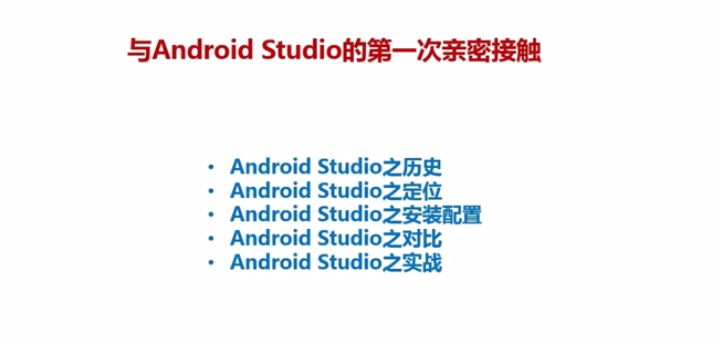 与Android Studio的第一次亲密接触
• Android Studio之历史
• Android Studio之定位
• Android Studio之安装配置
• Android Studio之对比
• Android Studio之实战